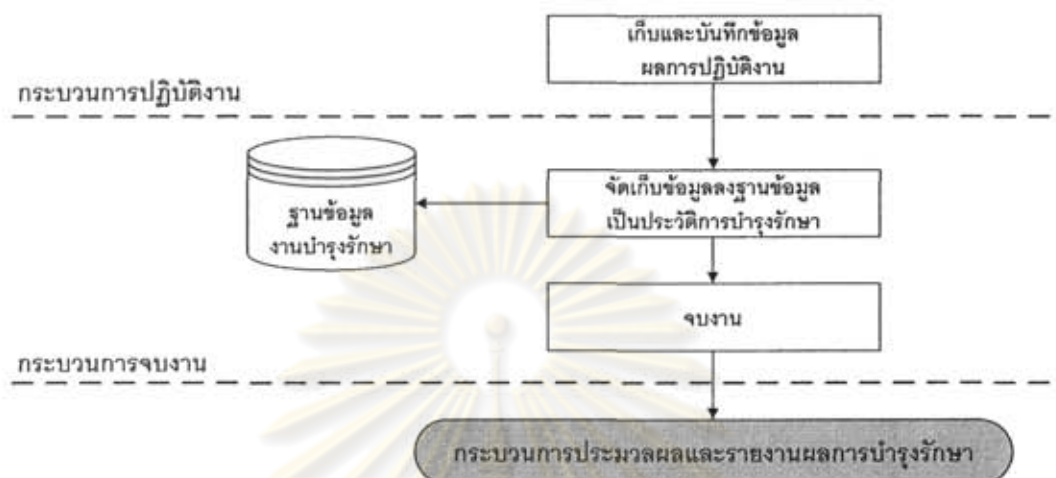 เก็บและบันทึกข้อมูล
ผลการปฏิบัติงาน
กระบวนการปฏิบัติงาน
จัดเก็บข้อมูลลงฐานข้อมูล
เป็นประวัติการบำรุงรักษา
ฐานข้อมูล
งานบำรุงรักษา
จบงาน
กระบวนการจบงาน
กระบวนการประมวลผลและรายงานผลการบำรุงรักษา